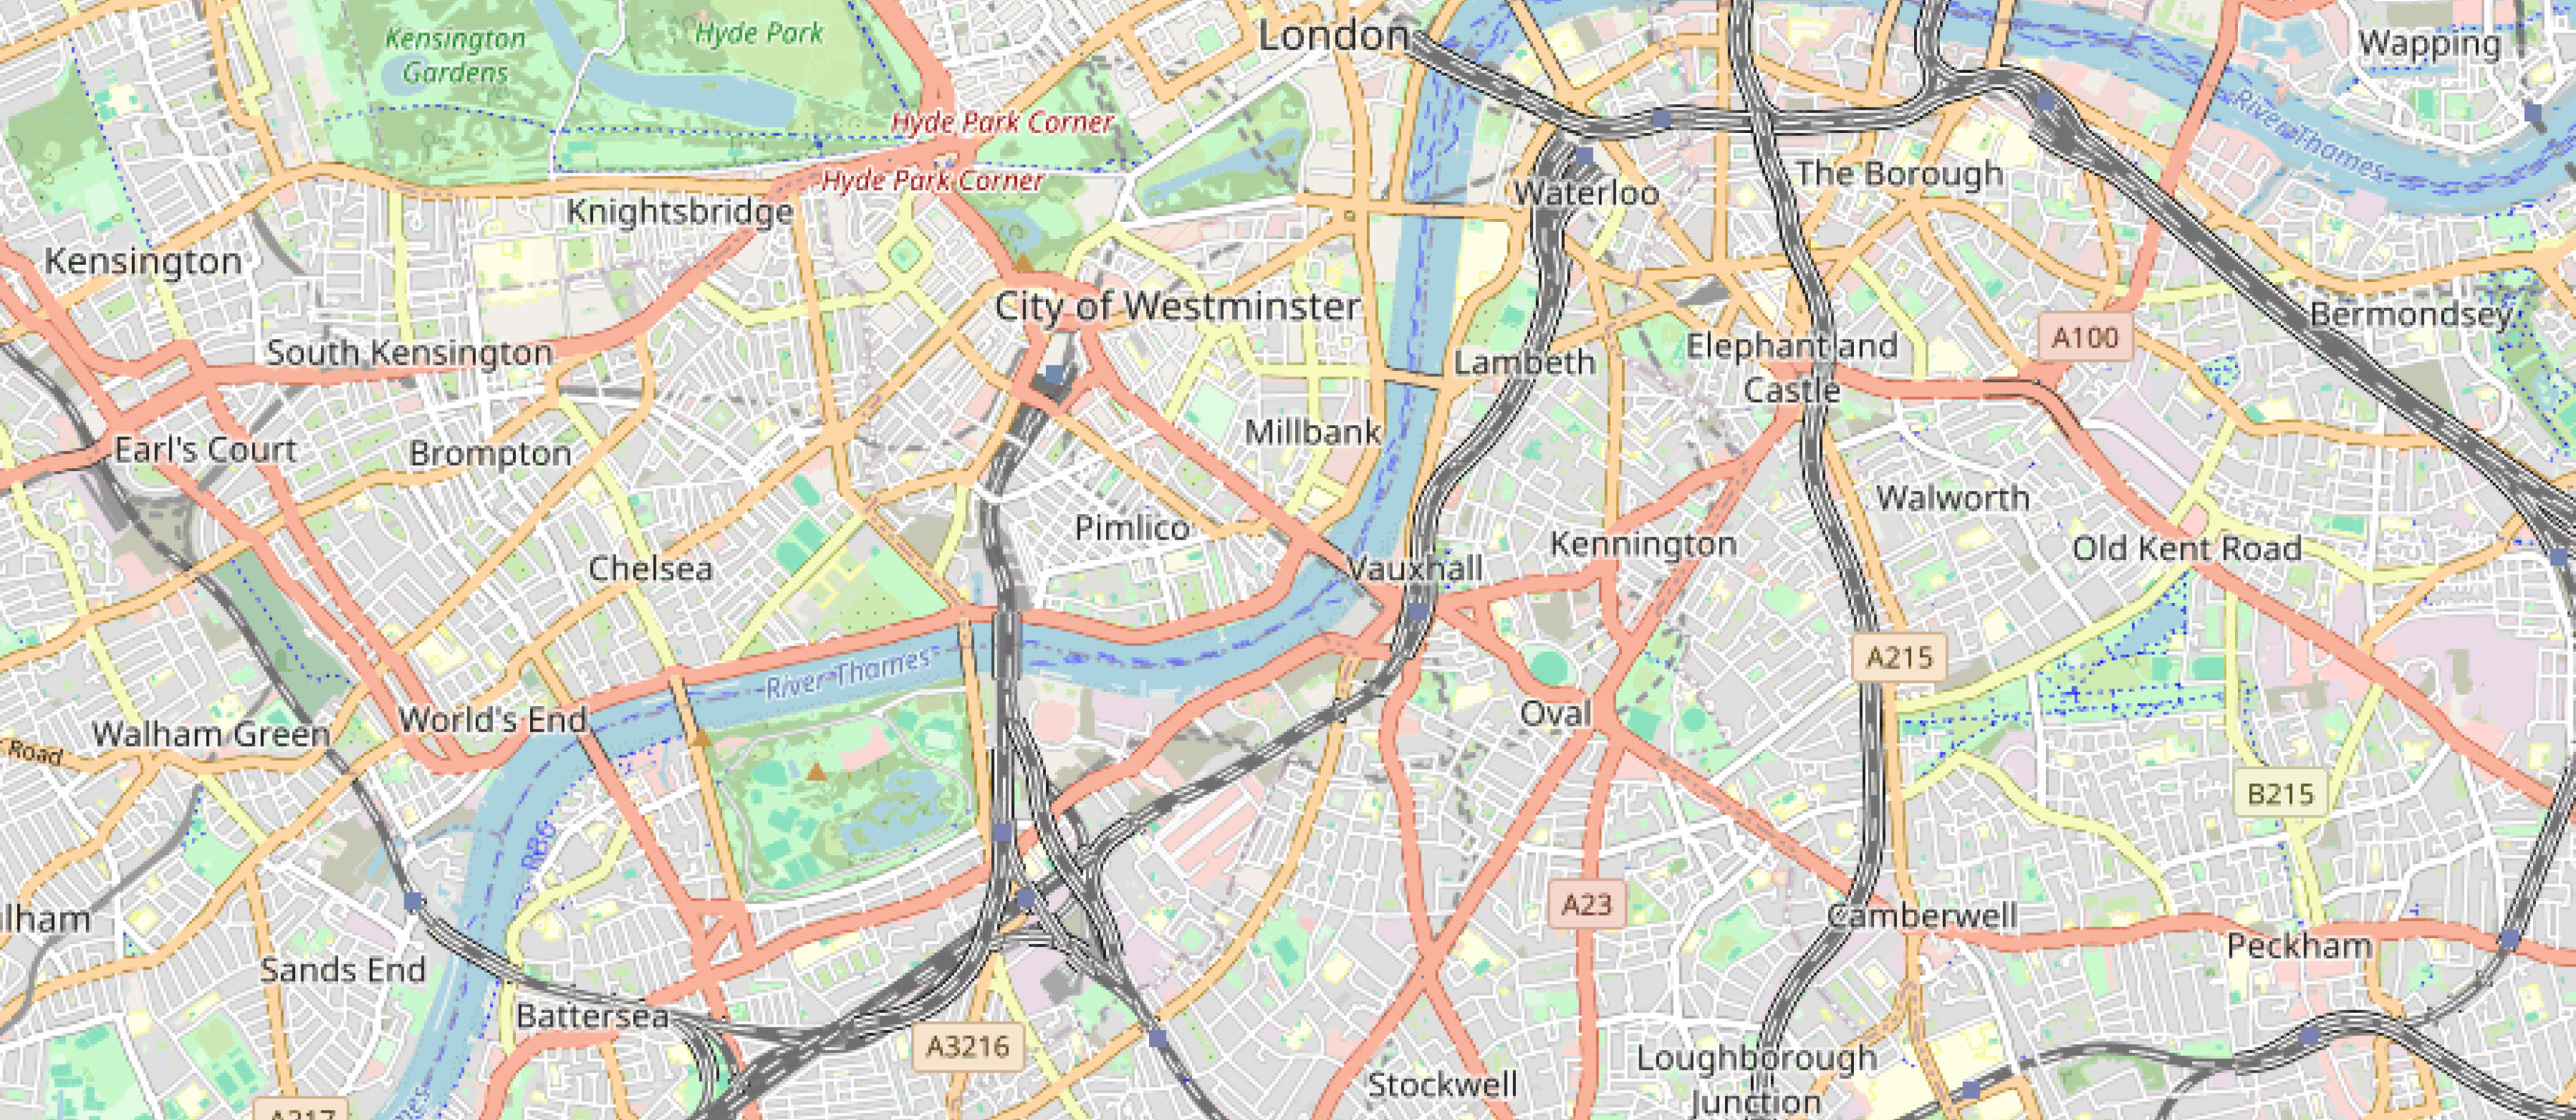 Kensington
Gardens
Hyde Park
London
Wapping
Hyde Park Corner
River Thames
Hyde Park Corner
The Borough
Waterloo
Knightsbridge
Kensington
City of Westminster
Bermondsey
A100
South Kensington
Elephant and
Castle
Lambeth
Millbank
Earl's Court
Brompton
Walworth
Pimlico
Kennington
Old Kent Road
Chelsea
Vauxhall
A215
River Thames
Oval
World's End
Walham Green
Road
B215
RB6
A23
Camberwell
lham
Peckham
Sands End
Battersea
A3216
Loughborough
Junction
Stockwell
A217
mes